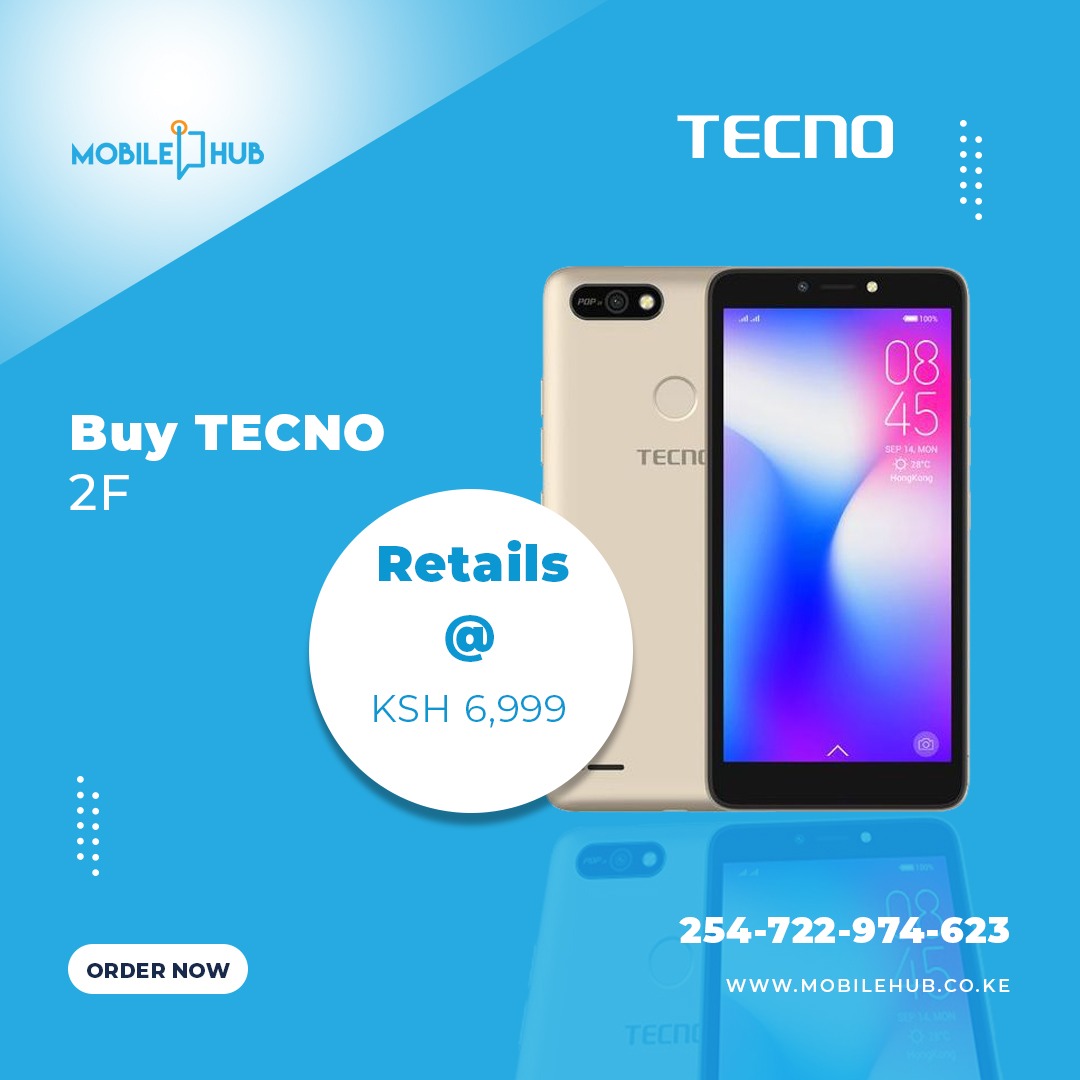 MOBILE HUB
TECNO
POP
100%
08
45
SEP 14, MON
28°C
HongKong
TECNO
Buy TECNO
2F
Retails
@
KSH 6,999
ORDER NOW
254-722-974-623
WWW.MOBILEHUB.CO.KE